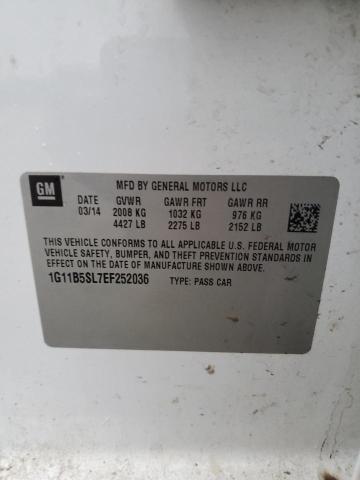 GM
MFD BY GENERAL MOTORS LLC
DATE GVWR GAWR FRT GAWR RR
03/14 2008 KG 1032 KG 976 KG
4427 LB 2275 LB 2152 LB
THIS VEHICLE CONFORMS TO ALL APPLICABLE U.S. FEDERAL MOTOR
VEHICLE SAFETY, BUMPER, AND THEFT PREVENTION STANDARDS
IN EFFECT ON THE DATE OF MANUFACTURE SHOWN ABOVE.
1G11B5SL7EF252036 TYPE: PASS CAR